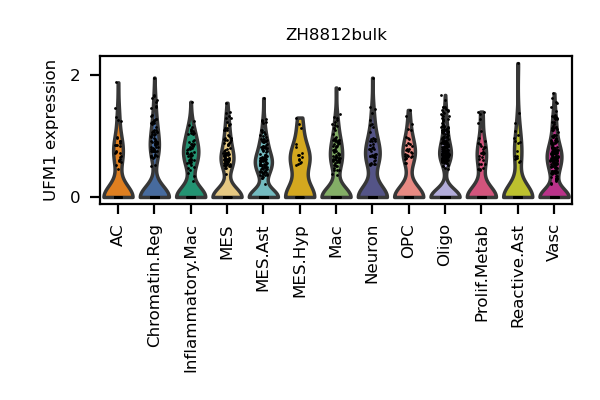 ZH8812bulk
UFM1 expression
2
0
AC
Chromatin.Reg
Inflammatory.Mac
MES
MES.Ast
MES.Hyp
Mac
Neuron
OPC
Oligo
Prolif.Metab
Reactive.Ast
Vasc